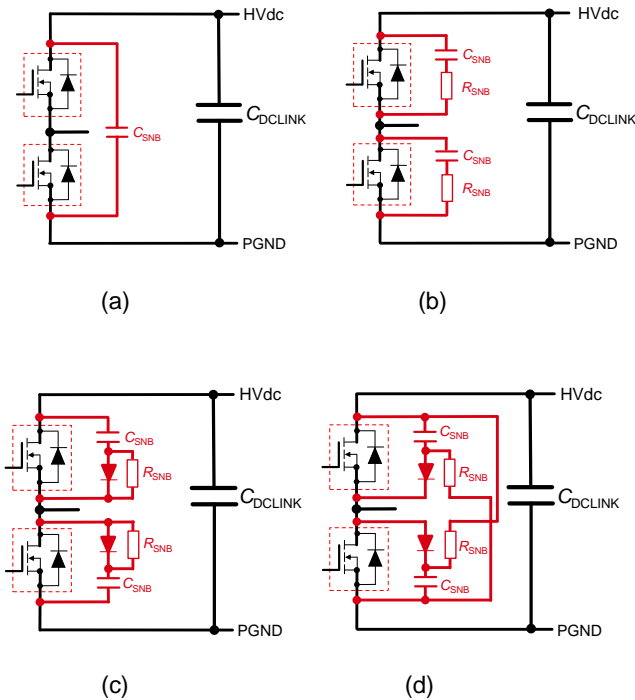 HVdc
CSNB
CDCLINK
PGND
(a)
HVdc
CSNB
RSNB
CDCLINK
CSNB
RSNB
PGND
(b)
HVdc
CSNB
RSNB
CDCLINK
RSNB
CSNB
PGND
(c)
HVdc
CSNB
RSNB
CDCLINK
RSNB
CSNB
PGND
(d)